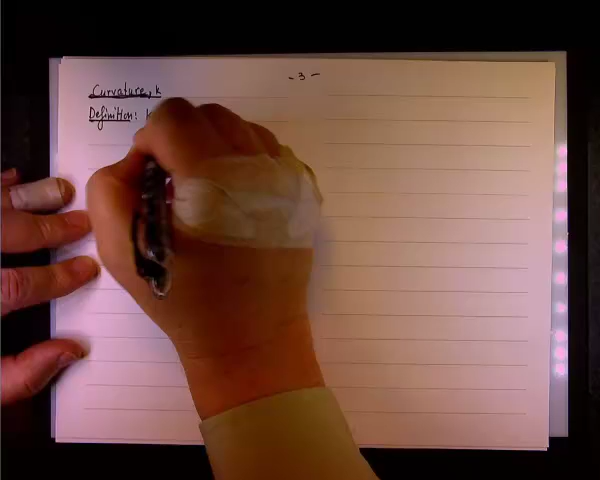 - 3 -
Curvature, k
Definition: k